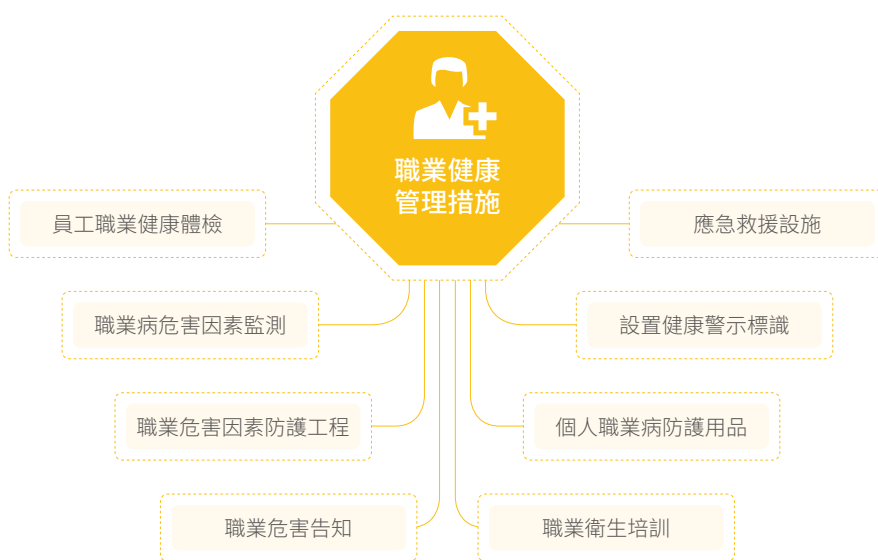 職業健康
管理措施
員工職業健康體檢
應急救援設施
職業病危害因素監測
設置健康警示標識
職業危害因素防護工程
個人職業病防護用品
職業危害告知
職業衛生培訓